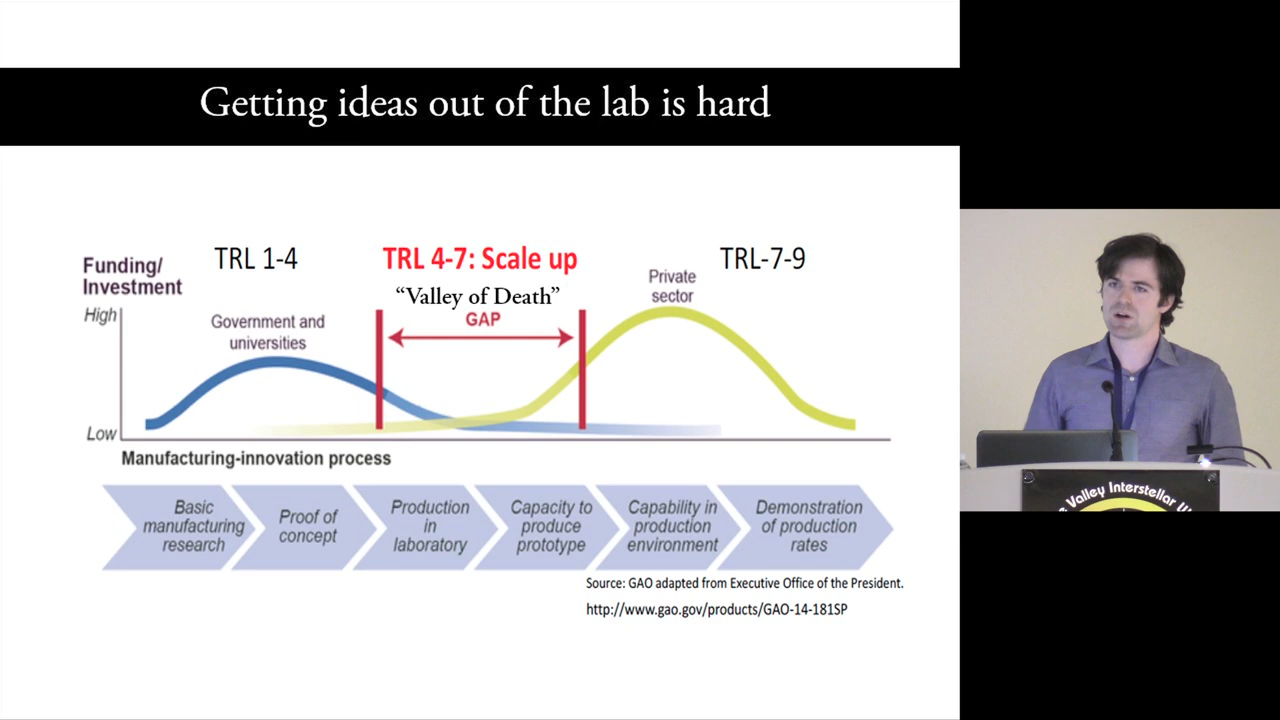 Getting ideas out of the lab is hard
TRL 1-4
TRL 4-7: Scale up
TRL-7-9
Funding/
Investment
"Valley of Death"
GAP
Private
sector
High
Government and
universities
Low
Manufacturing-innovation process
Basic
manufacturing
research
Proof of
concept
Production
in
laboratory
Capacity to
produce
prototype
Capability in
production
environment
Demonstration
of production
rates
Source: GAO adapted from Executive Office of the President.
http://www.gao.gov/products/GAO-14-181SP
Valley Interstellar